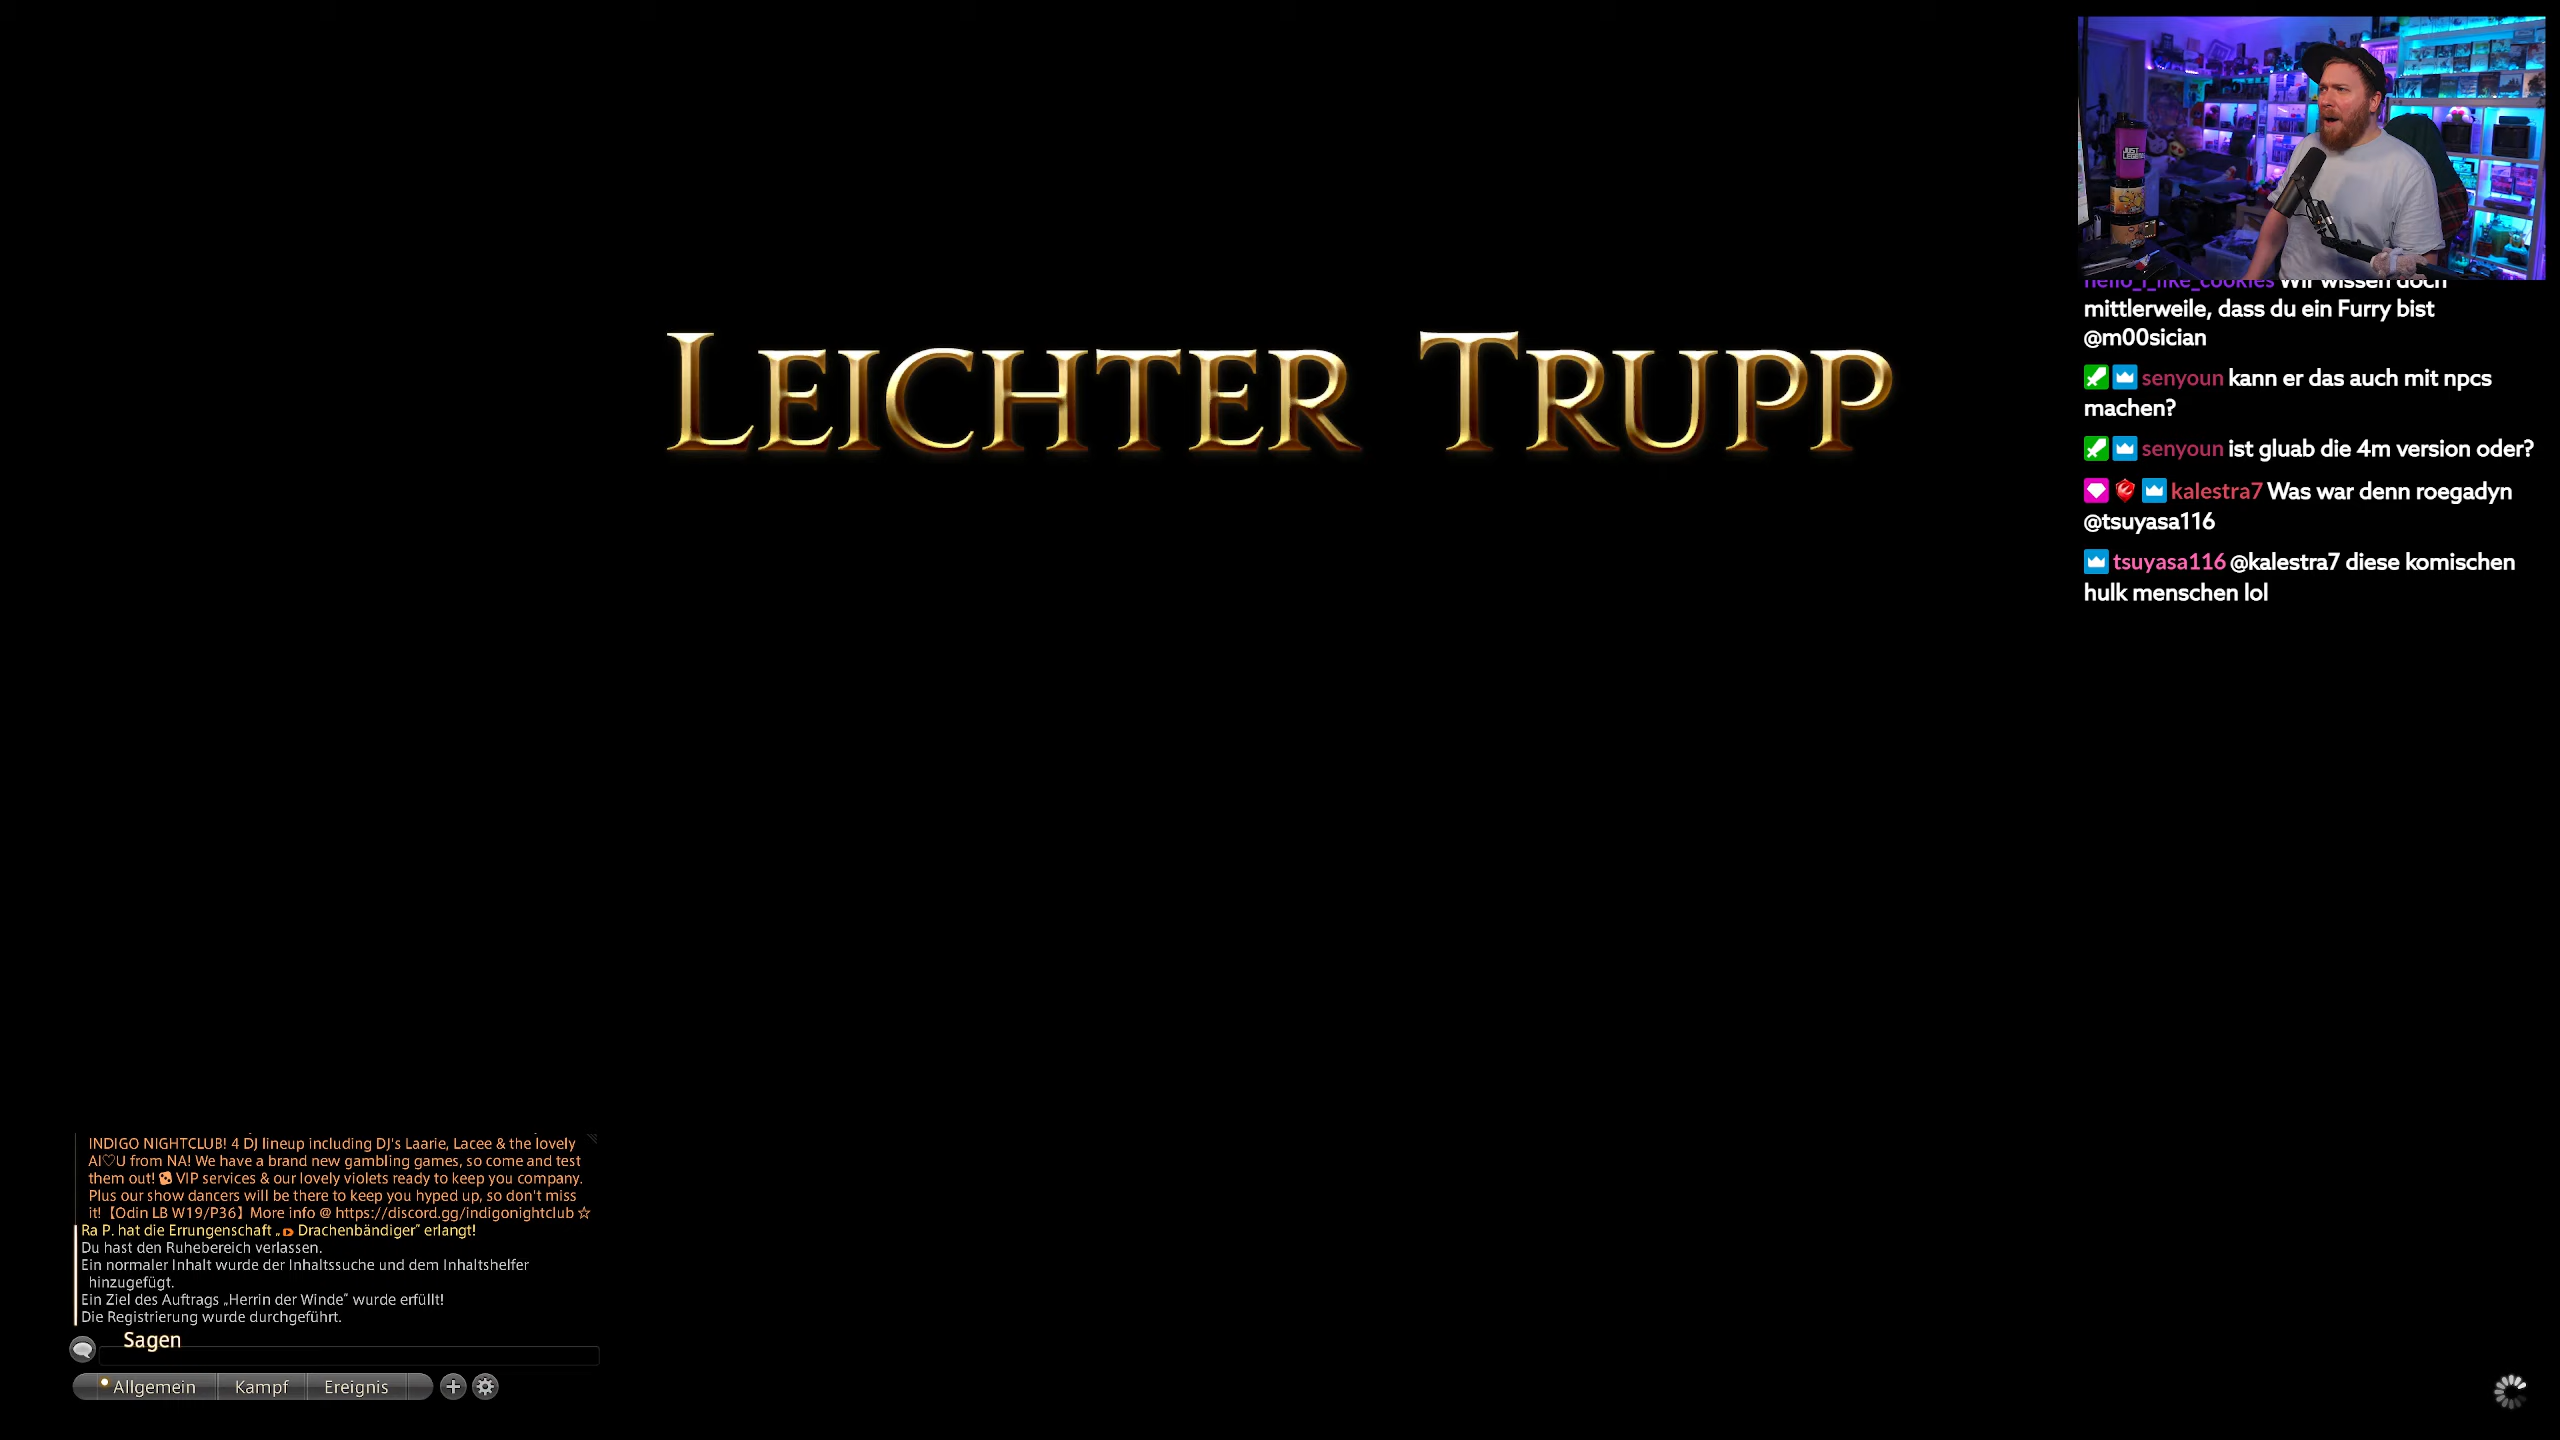 LEICHTER TRUPP
JUST LEGENDS
hello_i_like_cookies Wir wissen doch
mittlerweile, dass du ein Furry bist
@m00sician
senyoun kann er das auch mit npcs
machen?
senyoun ist gluab die 4m version oder?
kalestra7 Was war denn roegadyn
@tsuyasa116
tsuyasa116 @kalestra7 diese komischen
hulk menschen lol
INDIGO NIGHTCLUB! 4 DJ lineup including DJ's Laarie, Lacee & the lovely
AI♡U from NA! We have a brand new gambling games, so come and test
them out! 🎲 VIP services & our lovely violets ready to keep you company.
Plus our show dancers will be there to keep you hyped up, so don't miss
it!【Odin LB W19/P36】More info @ https://discord.gg/indigonightclub ☆
Ra P. hat die Errungenschaft „Drachenbändiger“ erlangt!
Du hast den Ruhebereich verlassen.
Ein normaler Inhalt wurde der Inhaltssuche und dem Inhaltshelfer
hinzugefügt.
Ein Ziel des Auftrags „Herrin der Winde“ wurde erfüllt!
Die Registrierung wurde durchgeführt.
Sagen
Allgemein Kampf Ereignis